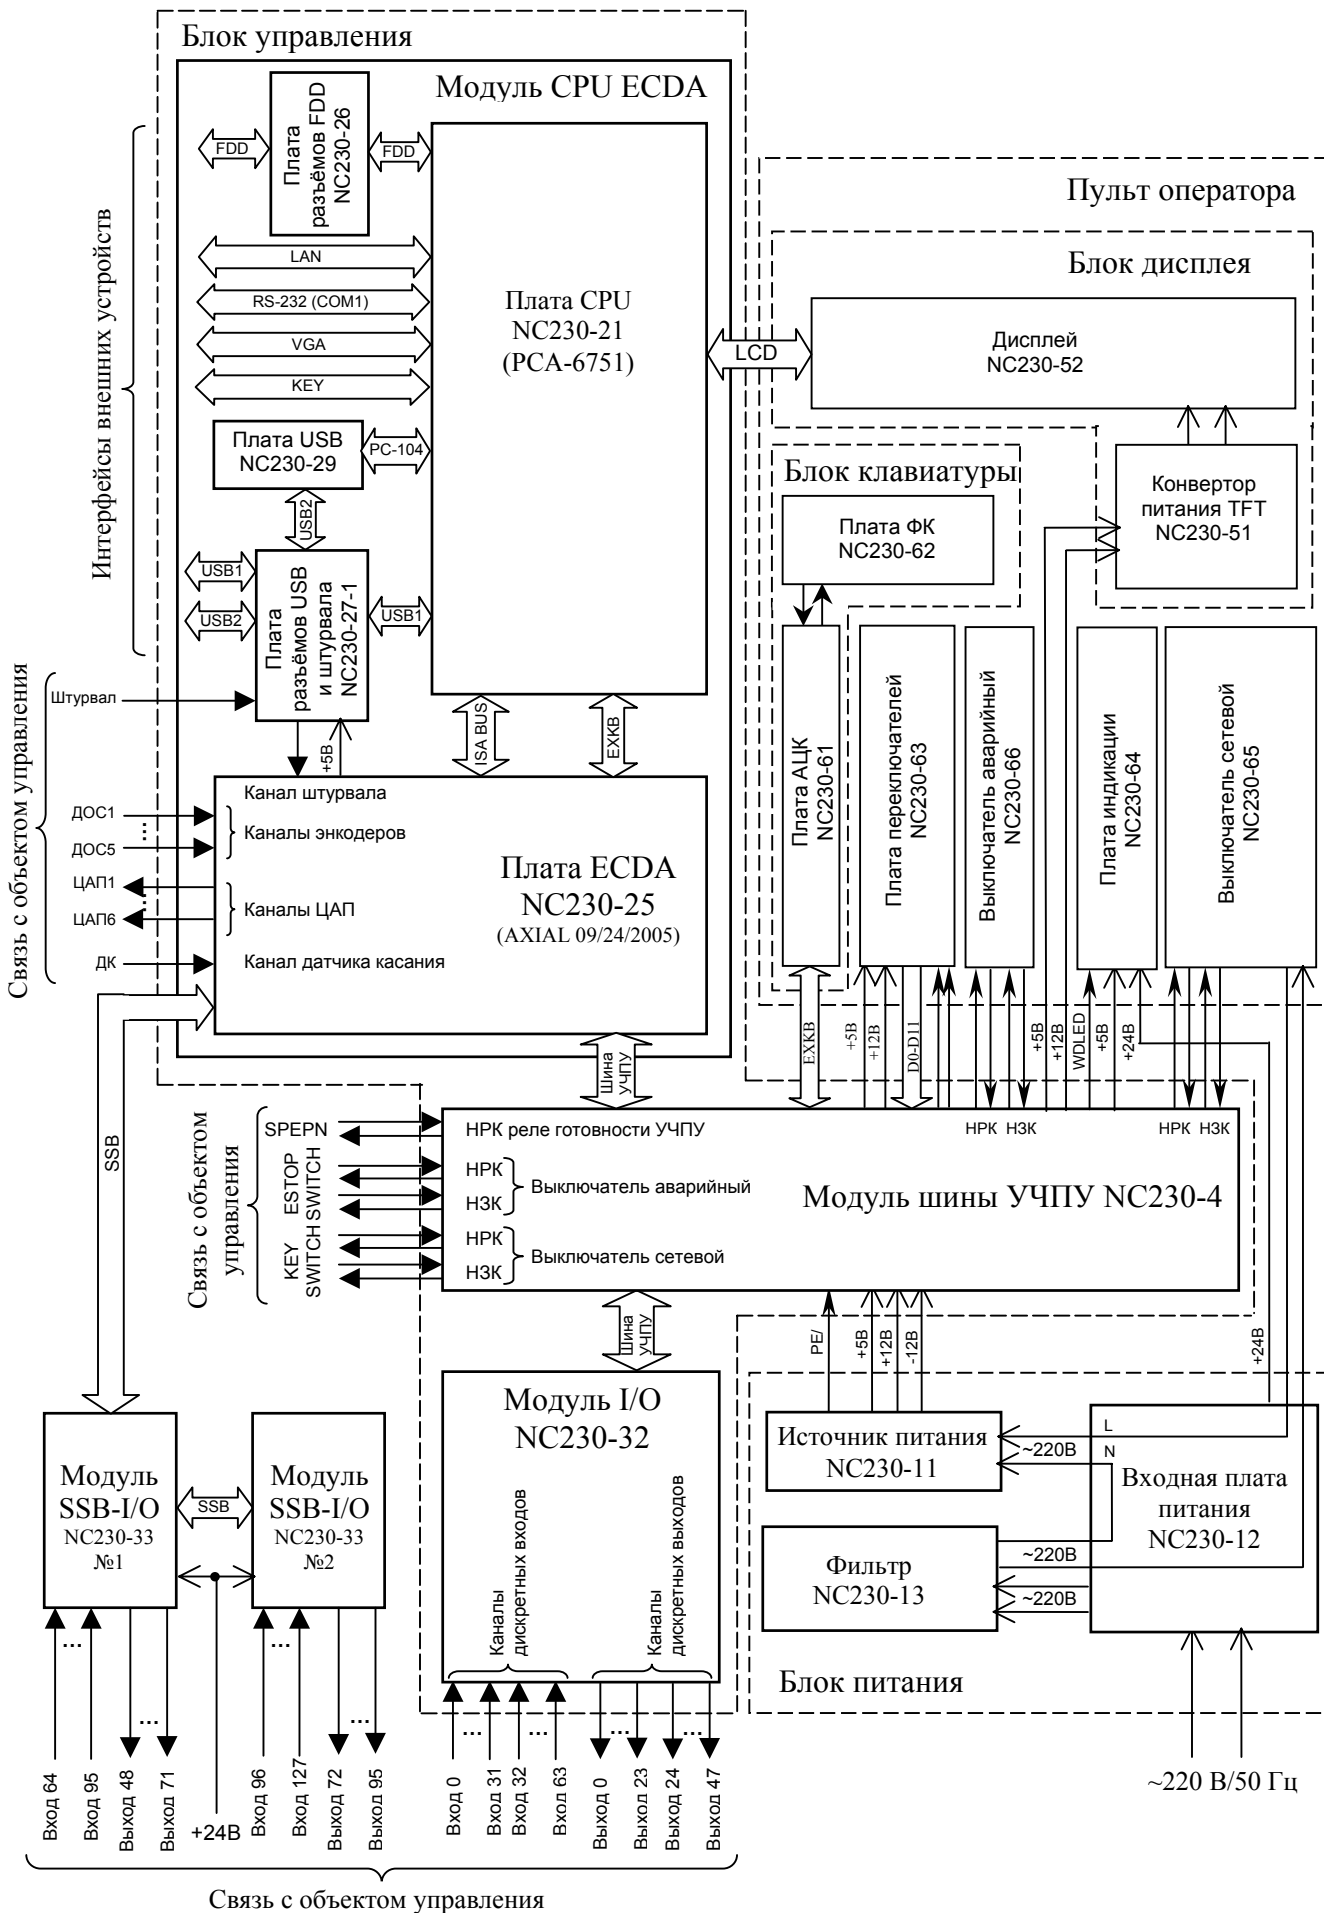 Блок управления
Модуль CPU ECDA
Плата
разъёмов FDD
NC230-26
FDD
FDD
LAN
RS-232 (COM1)
VGA
KEY
Плата CPU
NC230-21
(PCA-6751)
Плата USB
NC230-29
PC-104
USB2
USB1
USB2
Плата
разъёмов USB
и штурвала
NC230-27-1
USB1
Интерфейсы внешних устройств
LCD
Пульт оператора
Блок дисплея
Дисплей
NC230-52
Конвертор
питания TFT
NC230-51
Блок клавиатуры
Плата ФК
NC230-62
Плата АЦК
NC230-61
Плата переключателей
NC230-63
Выключатель аварийный
NC230-66
Плата индикации
NC230-64
Выключатель сетевой
NC230-65
Связь с объектом управления
Штурвал
ДОС1
...
ДОС5
ЦАП1
...
ЦАП6
ДК
+5В
ISA BUS
EXKB
Канал штурвала
Каналы энкодеров
Каналы ЦАП
Канал датчика касания
Плата ECDA
NC230-25
(AXIAL 09/24/2005)
SSB
Шина
УЧПУ
EXKB
+5В
+12В
D0-D11
+5В
+12В
WDLED
+5В
+24В
Связь с объектом
управления
SPEPN
ESTOP
SWITCH
KEY
SWITCH
НРК реле готовности УЧПУ
НРК
НЗК
Выключатель аварийный
НРК
НЗК
Выключатель сетевой
НРК
НЗК
НРК
НЗК
Модуль шины УЧПУ NC230-4
Шина
УЧПУ
PE/
+5В
+12В
-12В
+24В
Модуль I/O
NC230-32
Каналы
дискретных входов
Каналы
дискретных выходов
Модуль
SSB-I/O
NC230-33
№1
SSB
Модуль
SSB-I/O
NC230-33
№2
Источник питания
NC230-11
L
~220В
N
Входная плата
питания
NC230-12
Фильтр
NC230-13
~220В
~220В
Блок питания
~220 В/50 Гц
...
...
...
...
...
...
...
...
Вход 64
Вход 95
Выход 48
Выход 71
+24В
Вход 96
Вход 127
Выход 72
Выход 95
Вход 0
Вход 31
Вход 32
Вход 63
Выход 0
Выход 23
Выход 24
Выход 47
Связь с объектом управления